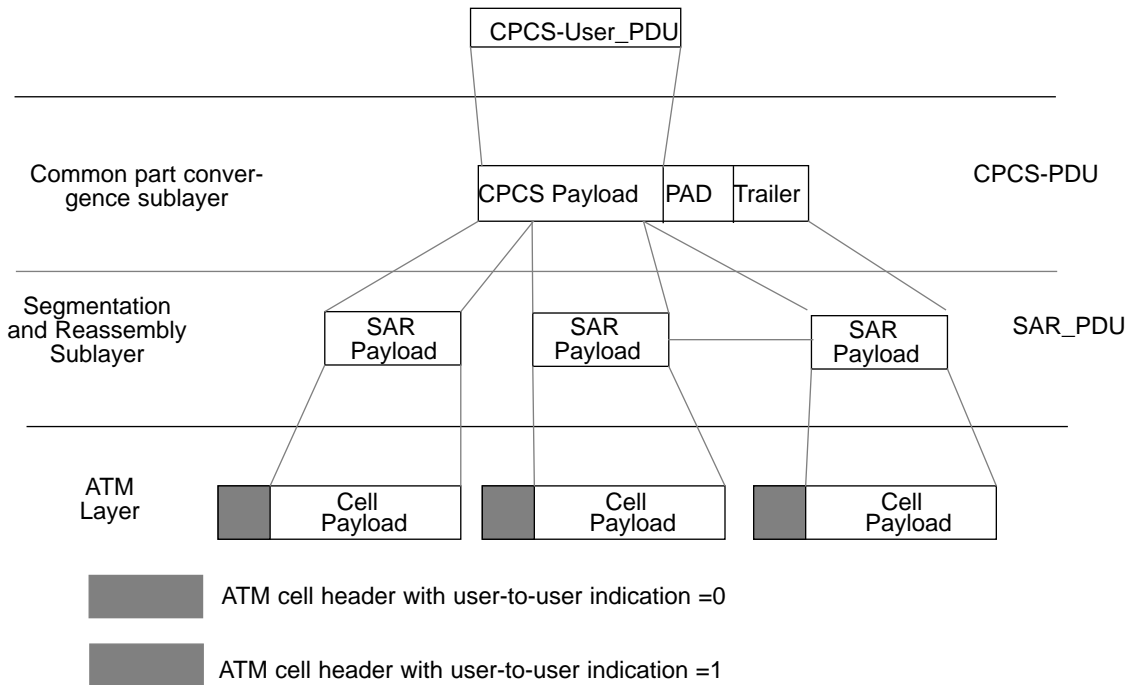 CPCS-User_PDU
Common part conver-
gence sublayer
CPCS Payload
PAD
Trailer
CPCS-PDU
Segmentation
and Reassembly
Sublayer
SAR
Payload
SAR
Payload
SAR
Payload
SAR_PDU
ATM
Layer
Cell
Payload
Cell
Payload
Cell
Payload
ATM cell header with user-to-user indication =0
ATM cell header with user-to-user indication =1